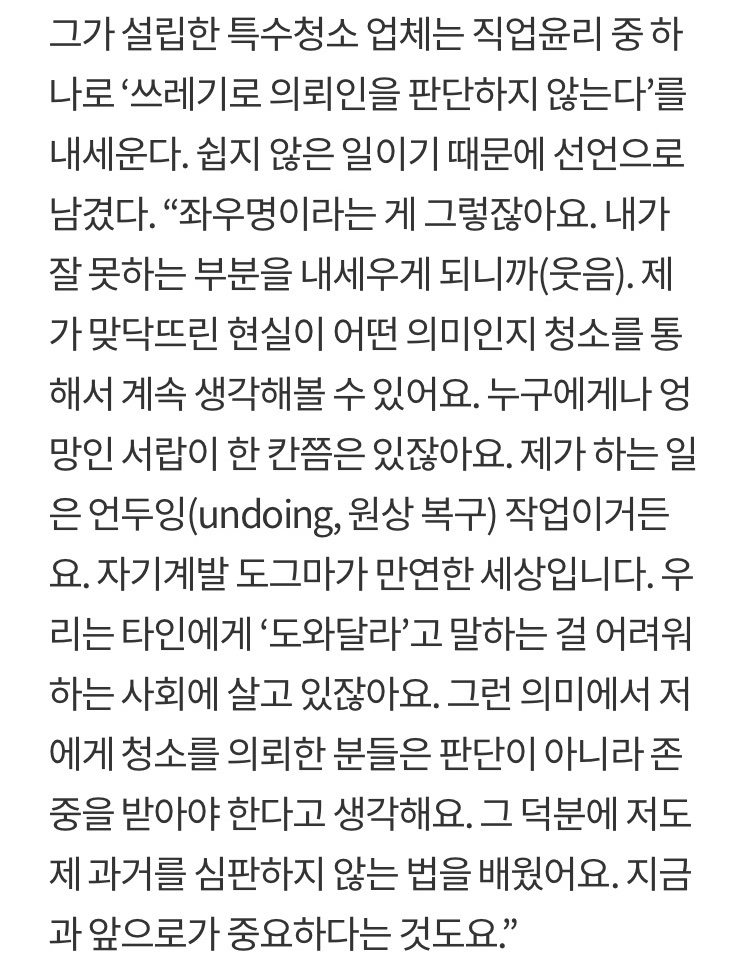 그가 설립한 특수청소 업체는 직업윤리 중 하
나로 ‘쓰레기로 의뢰인을 판단하지 않는다’를
내세운다. 쉽지 않은 일이기 때문에 선언으로
남겼다. “좌우명이라는 게 그렇잖아요. 내가
잘 못하는 부분을 내세우게 되니까(웃음). 제
가 맞닥뜨린 현실이 어떤 의미인지 청소를 통
해서 계속 생각해볼 수 있어요. 누구에게나 엉
망인 서랍이 한 칸쯤은 있잖아요. 제가 하는 일
은 언두잉(undoing, 원상 복구) 작업이거든
요. 자기계발 도그마가 만연한 세상입니다. 우
리는 타인에게 ‘도와달라’고 말하는 걸 어려워
하는 사회에 살고 있잖아요. 그런 의미에서 저
에게 청소를 의뢰한 분들은 판단이 아니라 존
중을 받아야 한다고 생각해요. 그 덕분에 저도
제 과거를 심판하지 않는 법을 배웠어요. 지금
과 앞으로가 중요하다는 것도요.”